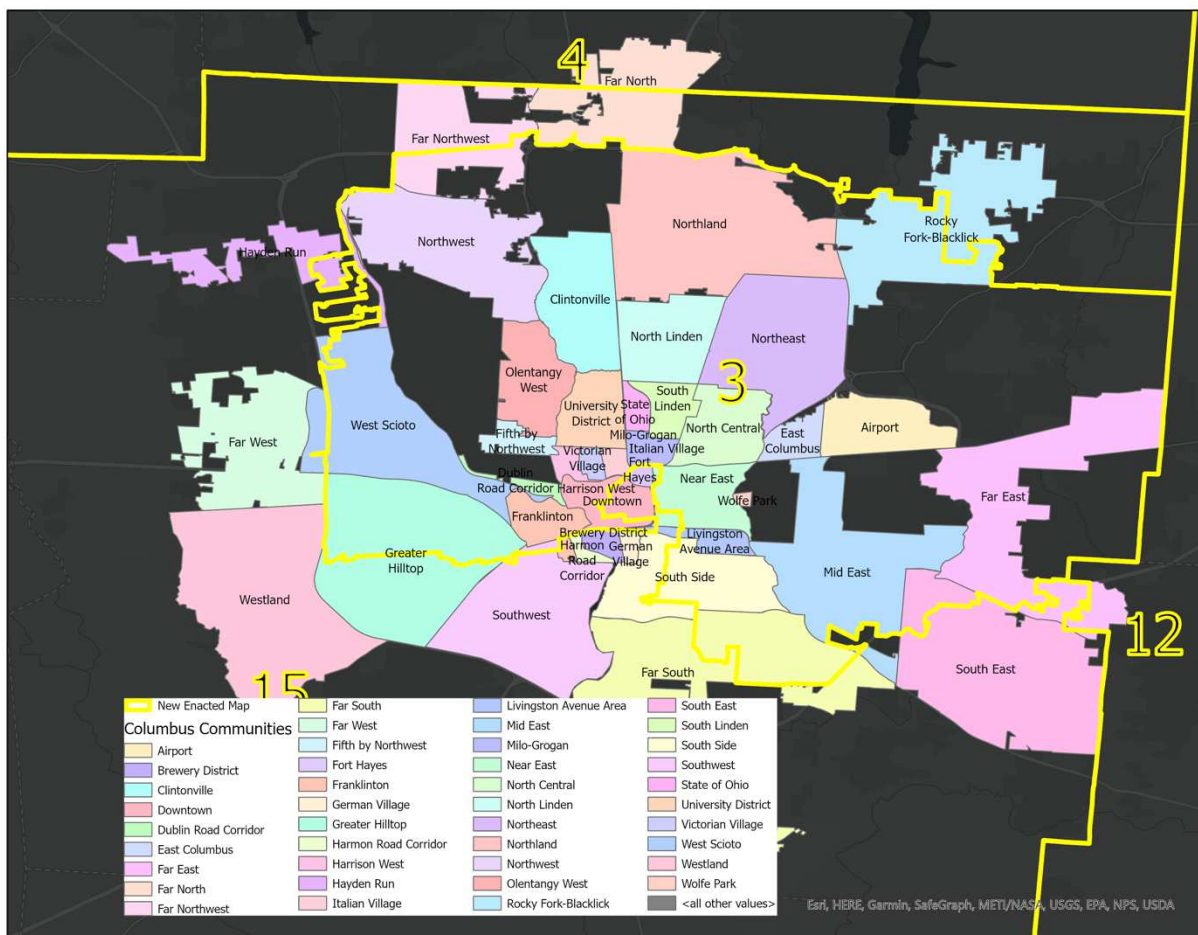 4
Far North
Far Northwest
Northland
Rocky
Fork-Blacklick
Northwest
Hayden Run
Clintonville
North Linden
Northeast
3
Olentangy
West
South
Linden
University
District
State
of Ohio
North Central
West Scioto
Far West
Fifth by
Northwest
Milo-Grogan
Italian Village
East
Columbus
Airport
Victorian
Village
Fort
Hayes
Dublin
Road Corridor
Harrison West
Downtown
Near East
Wolfe Park
Far East
Franklinton
Brewery District
Livingston
Avenue Area
Harmon
Road
Corridor
German
Village
Greater
Hilltop
South Side
Mid East
Westland
Southwest
12
South East
Far South
15
New Enacted Map
Columbus Communities
Airport
Brewery District
Clintonville
Downtown
Dublin Road Corridor
East Columbus
Far East
Far North
Far Northwest
Far South
Far West
Fifth by Northwest
Fort Hayes
Franklinton
German Village
Greater Hilltop
Harmon Road Corridor
Harrison West
Hayden Run
Italian Village
Livingston Avenue Area
Mid East
Milo-Grogan
Near East
North Central
North Linden
Northeast
Northland
Northwest
Olentangy West
Rocky Fork-Blacklick
South East
South Linden
South Side
Southwest
State of Ohio
University District
Victorian Village
West Scioto
Westland
Wolfe Park
<all other values>
Esri, HERE, Garmin, SafeGraph, METI/NASA, USGS, EPA, NPS, USDA